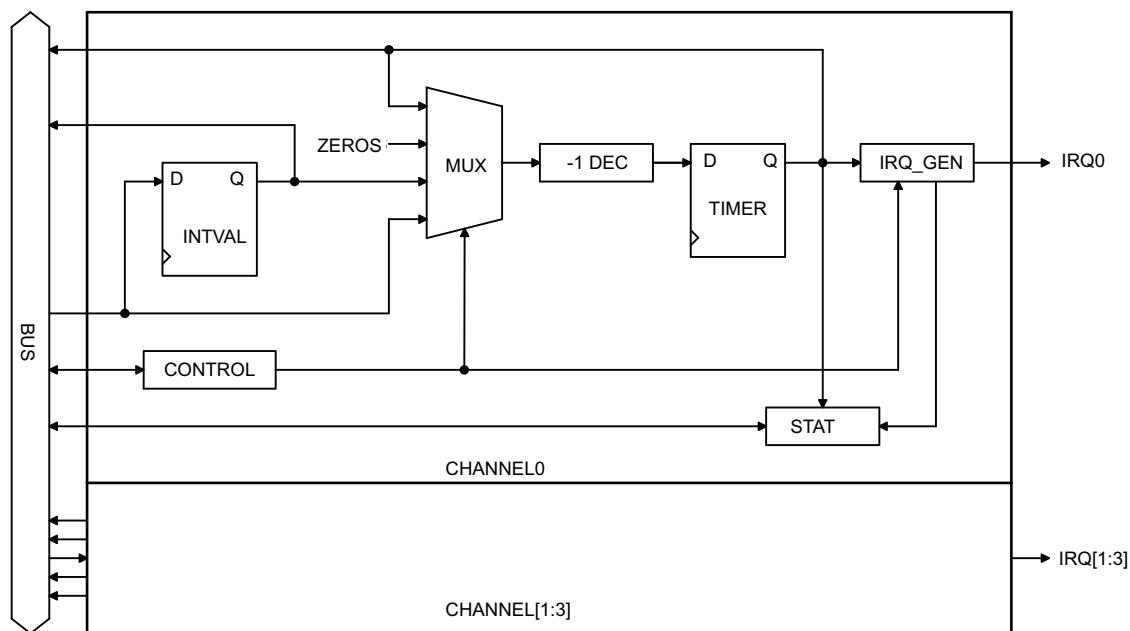 ZEROS
MUX
-1 DEC
D Q
TIMER
IRQ_GEN
IRQ0
D Q
INTVAL
BUS
CONTROL
STAT
CHANNEL0
IRQ[1:3]
CHANNEL[1:3]